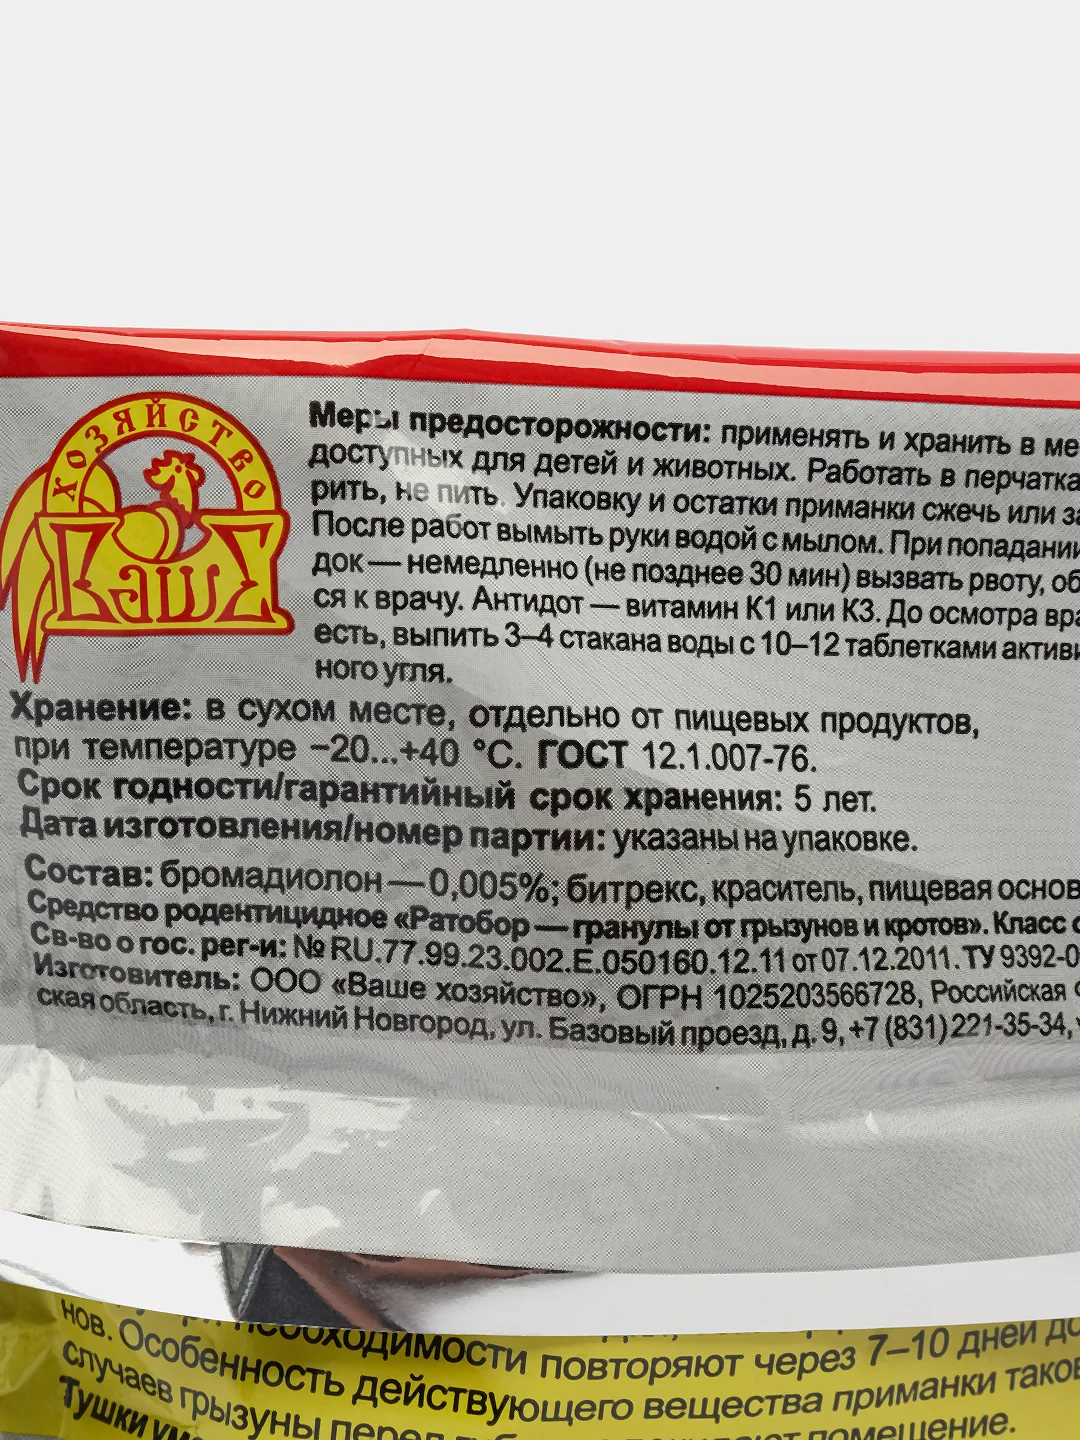 ХОЗЯЙСТВО
ВАШЕ
Меры предосторожности: применять и хранить в ме
доступных для детей и животных. Работать в перчатка
рить, не пить. Упаковку и остатки приманки сжечь или за
После работ вымыть руки водой с мылом. При попадании
док — немедленно (не позднее 30 мин) вызвать рвоту, об
ся к врачу. Антидот — витамин К1 или К3. До осмотра вра
есть, выпить 3–4 стакана воды с 10–12 таблетками актив
ного угля.
Хранение: в сухом месте, отдельно от пищевых продуктов,
при температуре −20...+40 °С. ГОСТ 12.1.007-76.
Срок годности/гарантийный срок хранения: 5 лет.
Дата изготовления/номер партии: указаны на упаковке.
Состав: бромадиолон — 0,005%; битрекс, краситель, пищевая основ
Средство родентицидное «Ратобор — гранулы от грызунов и кротов». Класс
Св-во о гос. рег-и: № RU.77.99.23.002.Е.050160.12.11 от 07.12.2011. ТУ 9392-0
Изготовитель: ООО «Ваше хозяйство», ОГРН 1025203566728, Российская
ская область, г. Нижний Новгород, ул. Базовый проезд, д. 9, +7 (831) 221-35-34,
необходимости повторяют через 7–10 дней до
нов. Особенность действующего вещества приманки таков
случаев грызуны перед помещение.
Тушки